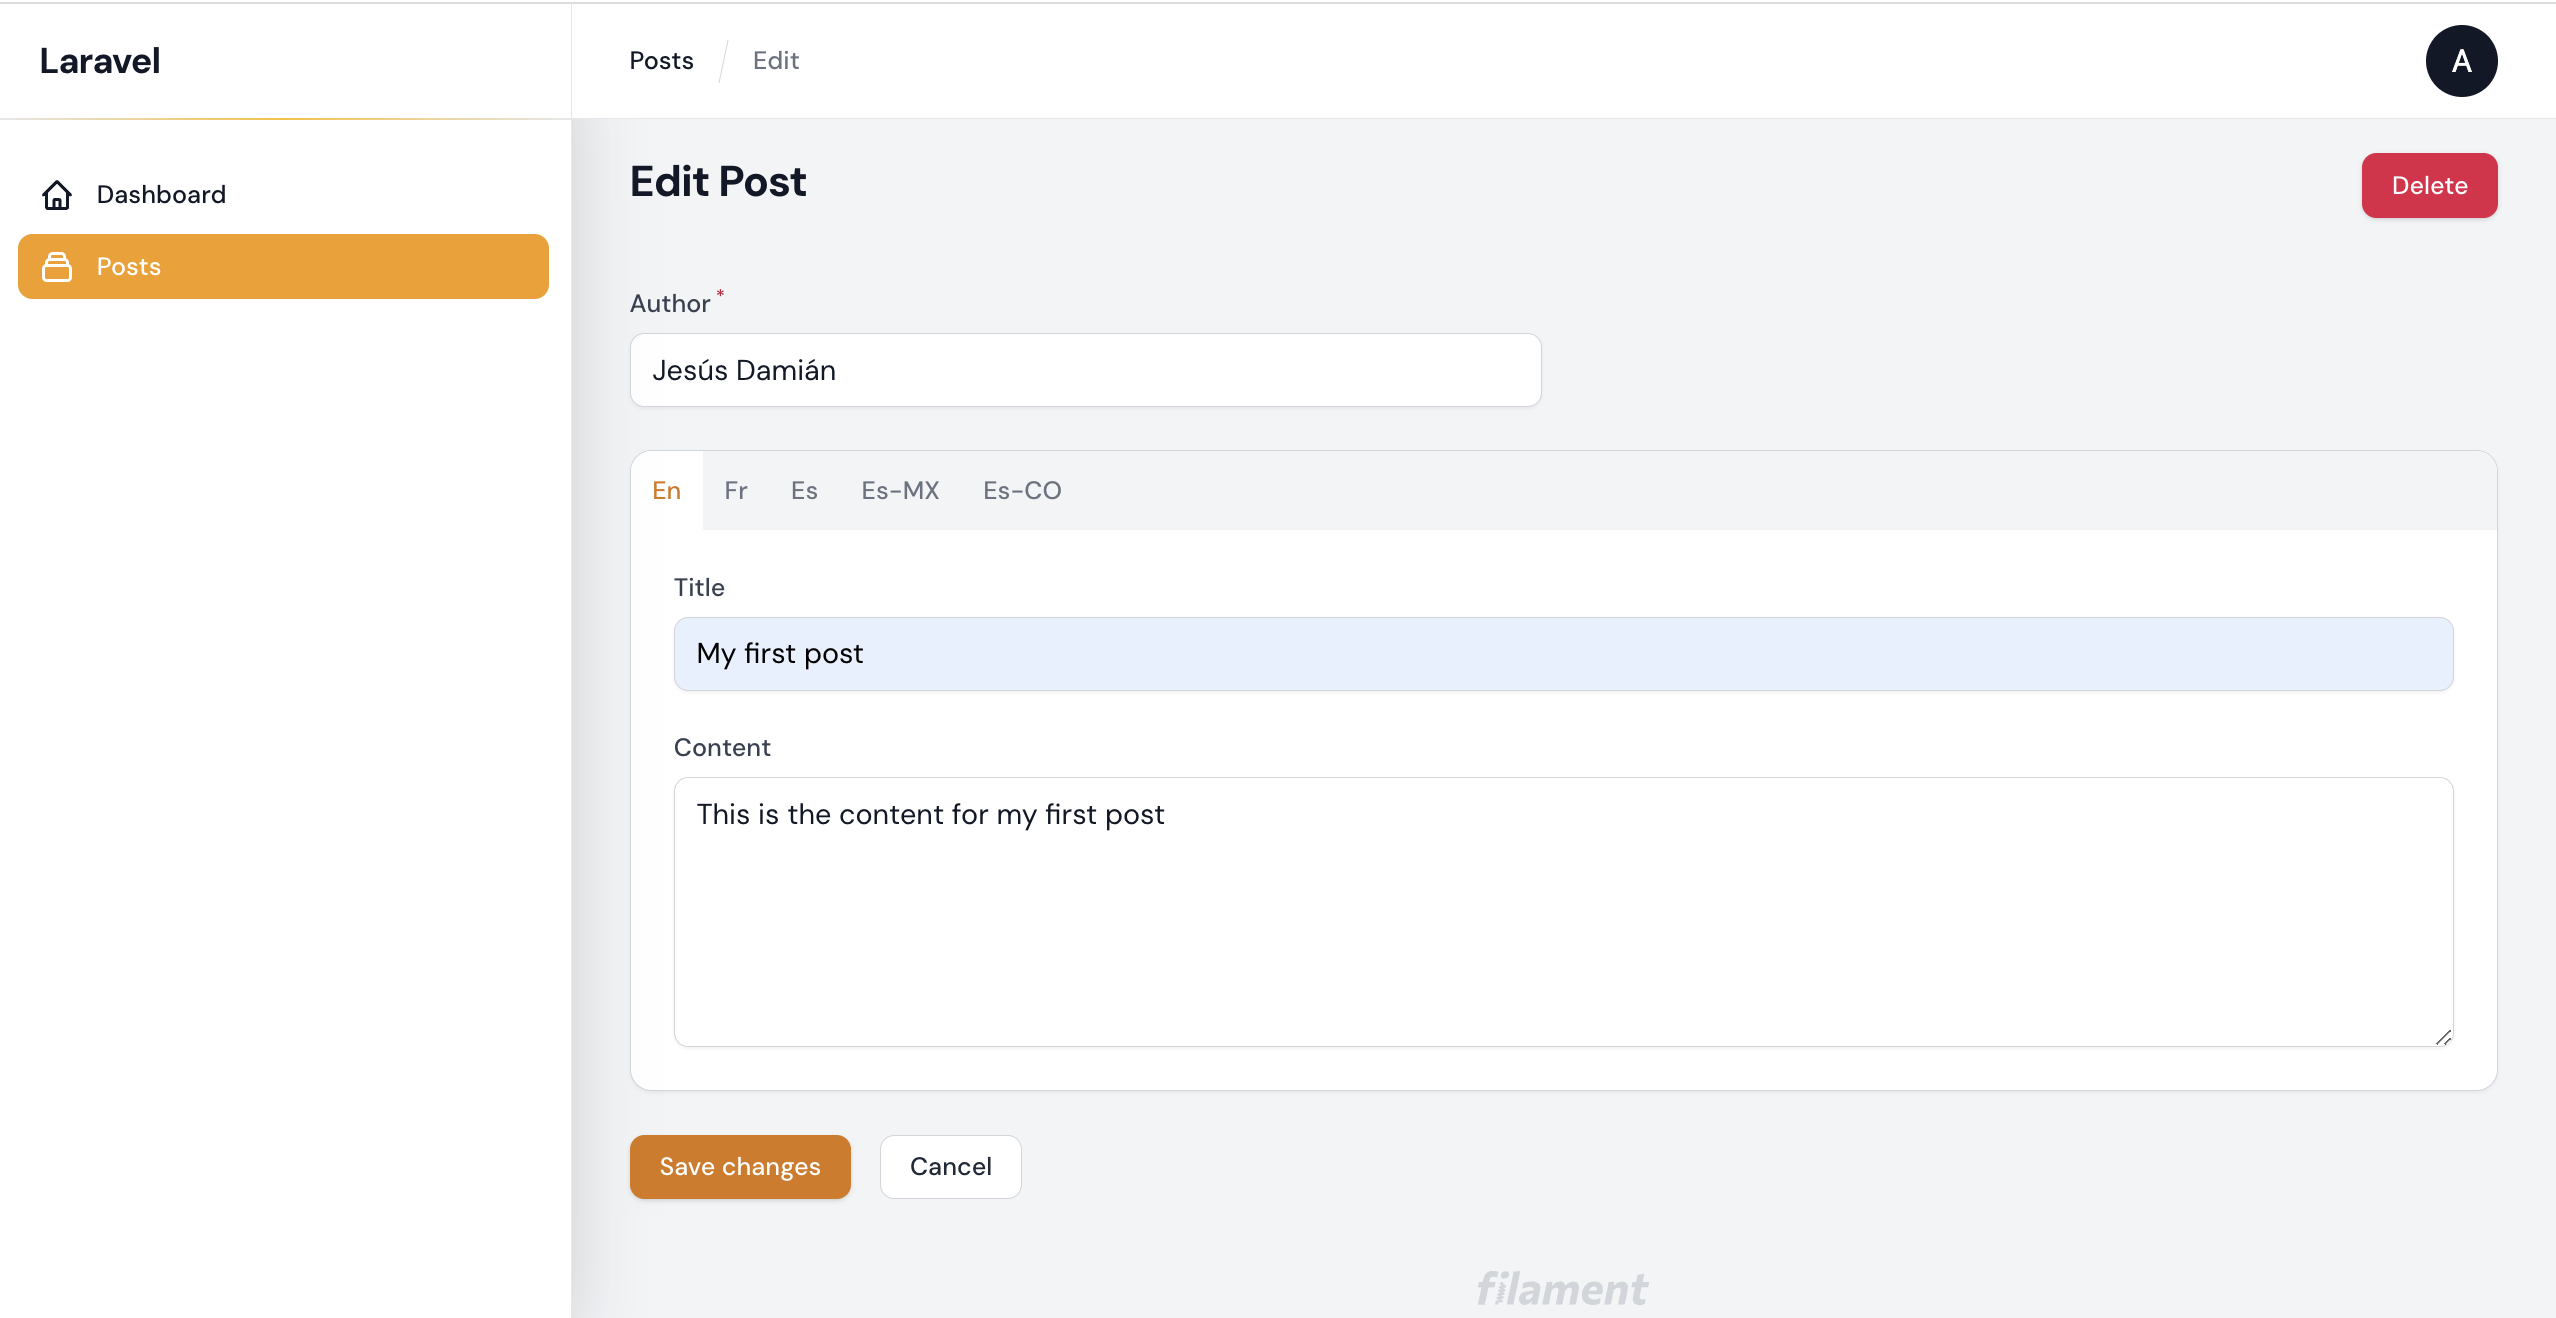 Laravel
Posts / Edit
A
Dashboard
Posts
Edit Post
Delete
Author *
Jesús Damián
En Fr Es Es-MX Es-CO
Title
My first post
Content
This is the content for my first post
Save changes
Cancel
filament